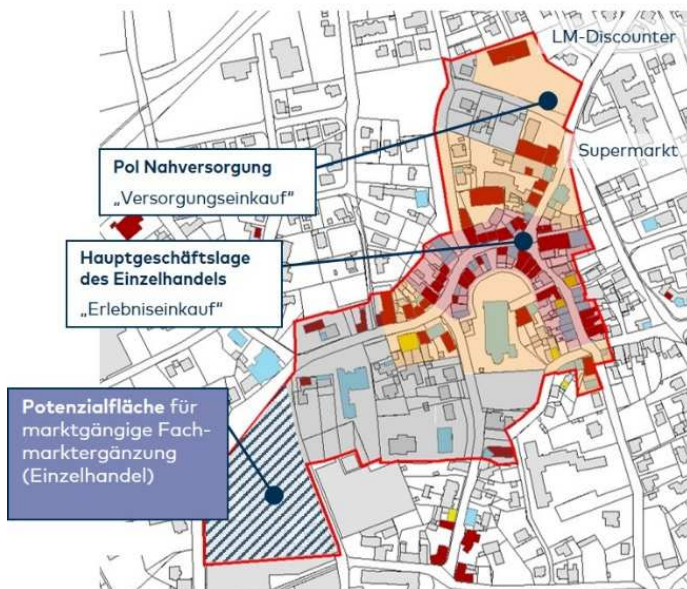 LM-Discounter
Supermarkt
Pol Nahversorgung
„Versorgungseinkauf“
Hauptgeschäftslage
des Einzelhandels
„Erlebniseinkauf“
Potenzialfläche für
marktgängige Fach-
marktergänzung
(Einzelhandel)